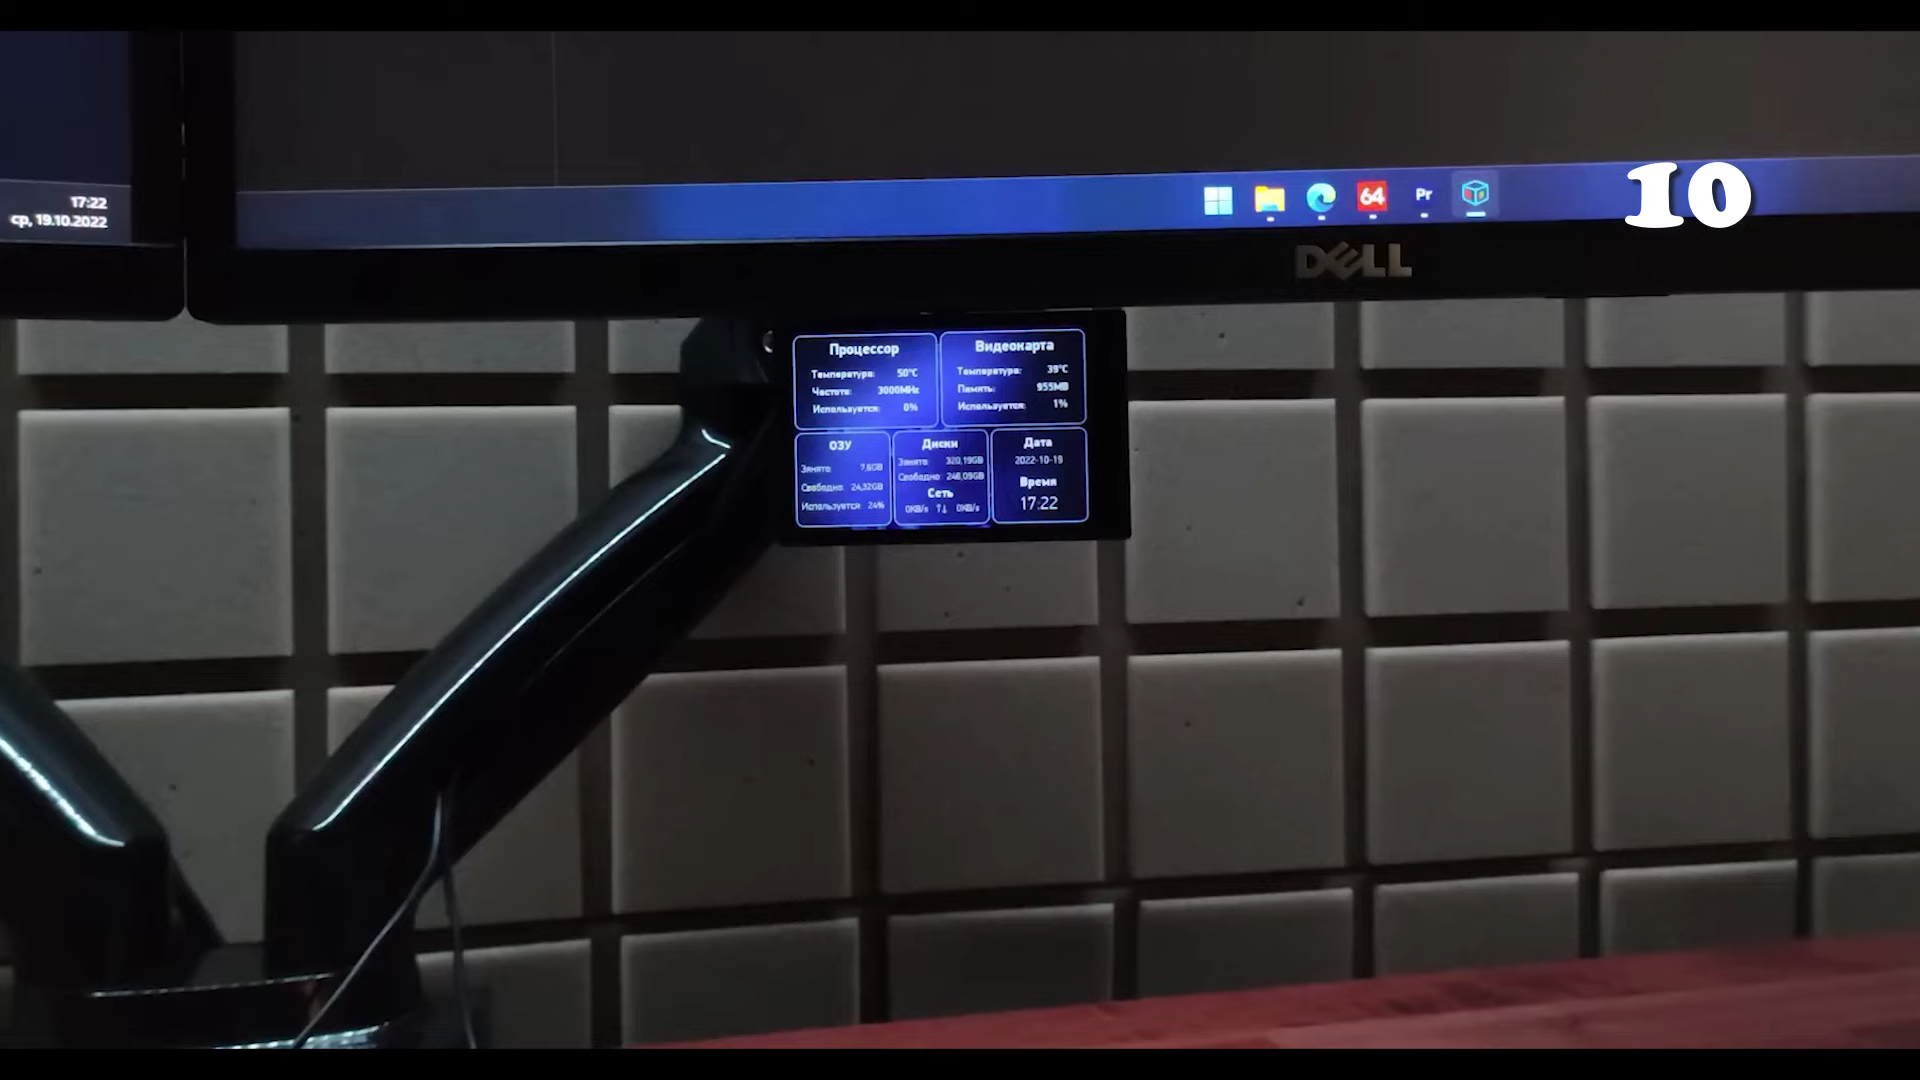 17:22
ср, 19.10.2022
64
Pr
10
DELL
Процессор
Температура: 50°C
Частота: 3000MHz
Используется: 0%
Видеокарта
Температура: 39°C
Память: 955MB
Используется: 1%
ОЗУ
Занято 7,6GB
Свободно 24,32GB
Используется: 24%
Диски
Занято 320,19GB
Свободно 246,09GB
Сеть
0KB/s ↑↓ 0KB/s
Дата
2022-10-19
Время
17:22